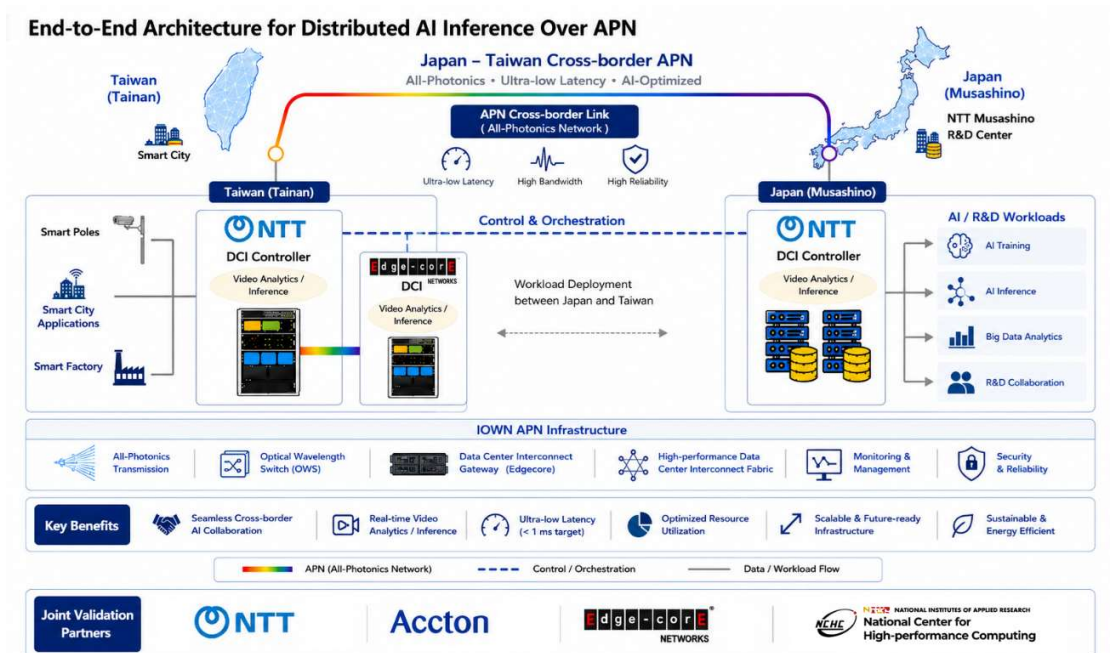 End-to-End Architecture for Distributed AI Inference Over APN
Japan – Taiwan Cross-border APN
All-Photonics • Ultra-low Latency • AI-Optimized
Taiwan
(Tainan)
Smart City
APN Cross-border Link
( All-Photonics Network )
Ultra-low Latency
High Bandwidth
High Reliability
Japan
(Musashino)
NTT Musashino
R&D Center
Taiwan (Tainan)
Smart Poles
Smart City
Applications
Smart Factory
NTT
DCI Controller
Video Analytics /
Inference
Edge-corE
NETWORKS
DCI
Video Analytics /
Inference
Control & Orchestration
Workload Deployment
between Japan and Taiwan
Japan (Musashino)
NTT
DCI Controller
Video Analytics /
Inference
AI / R&D Workloads
AI Training
AI Inference
Big Data Analytics
R&D Collaboration
IOWN APN Infrastructure
All-Photonics
Transmission
Optical Wavelength
Switch (OWS)
Data Center Interconnect
Gateway (Edgecore)
High-performance Data
Center Interconnect Fabric
Monitoring &
Management
Security
& Reliability
Key Benefits
Seamless Cross-border
AI Collaboration
Real-time Video
Analytics / Inference
Ultra-low Latency
(< 1 ms target)
Optimized Resource
Utilization
Scalable & Future-ready
Infrastructure
Sustainable &
Energy Efficient
APN (All-Photonics Network)
Control / Orchestration
Data / Workload Flow
Joint Validation
Partners
NTT
Accton
Edge-corE®
NETWORKS
NCHC
NATIONAL INSTITUTES OF APPLIED RESEARCH
National Center for
High-performance Computing